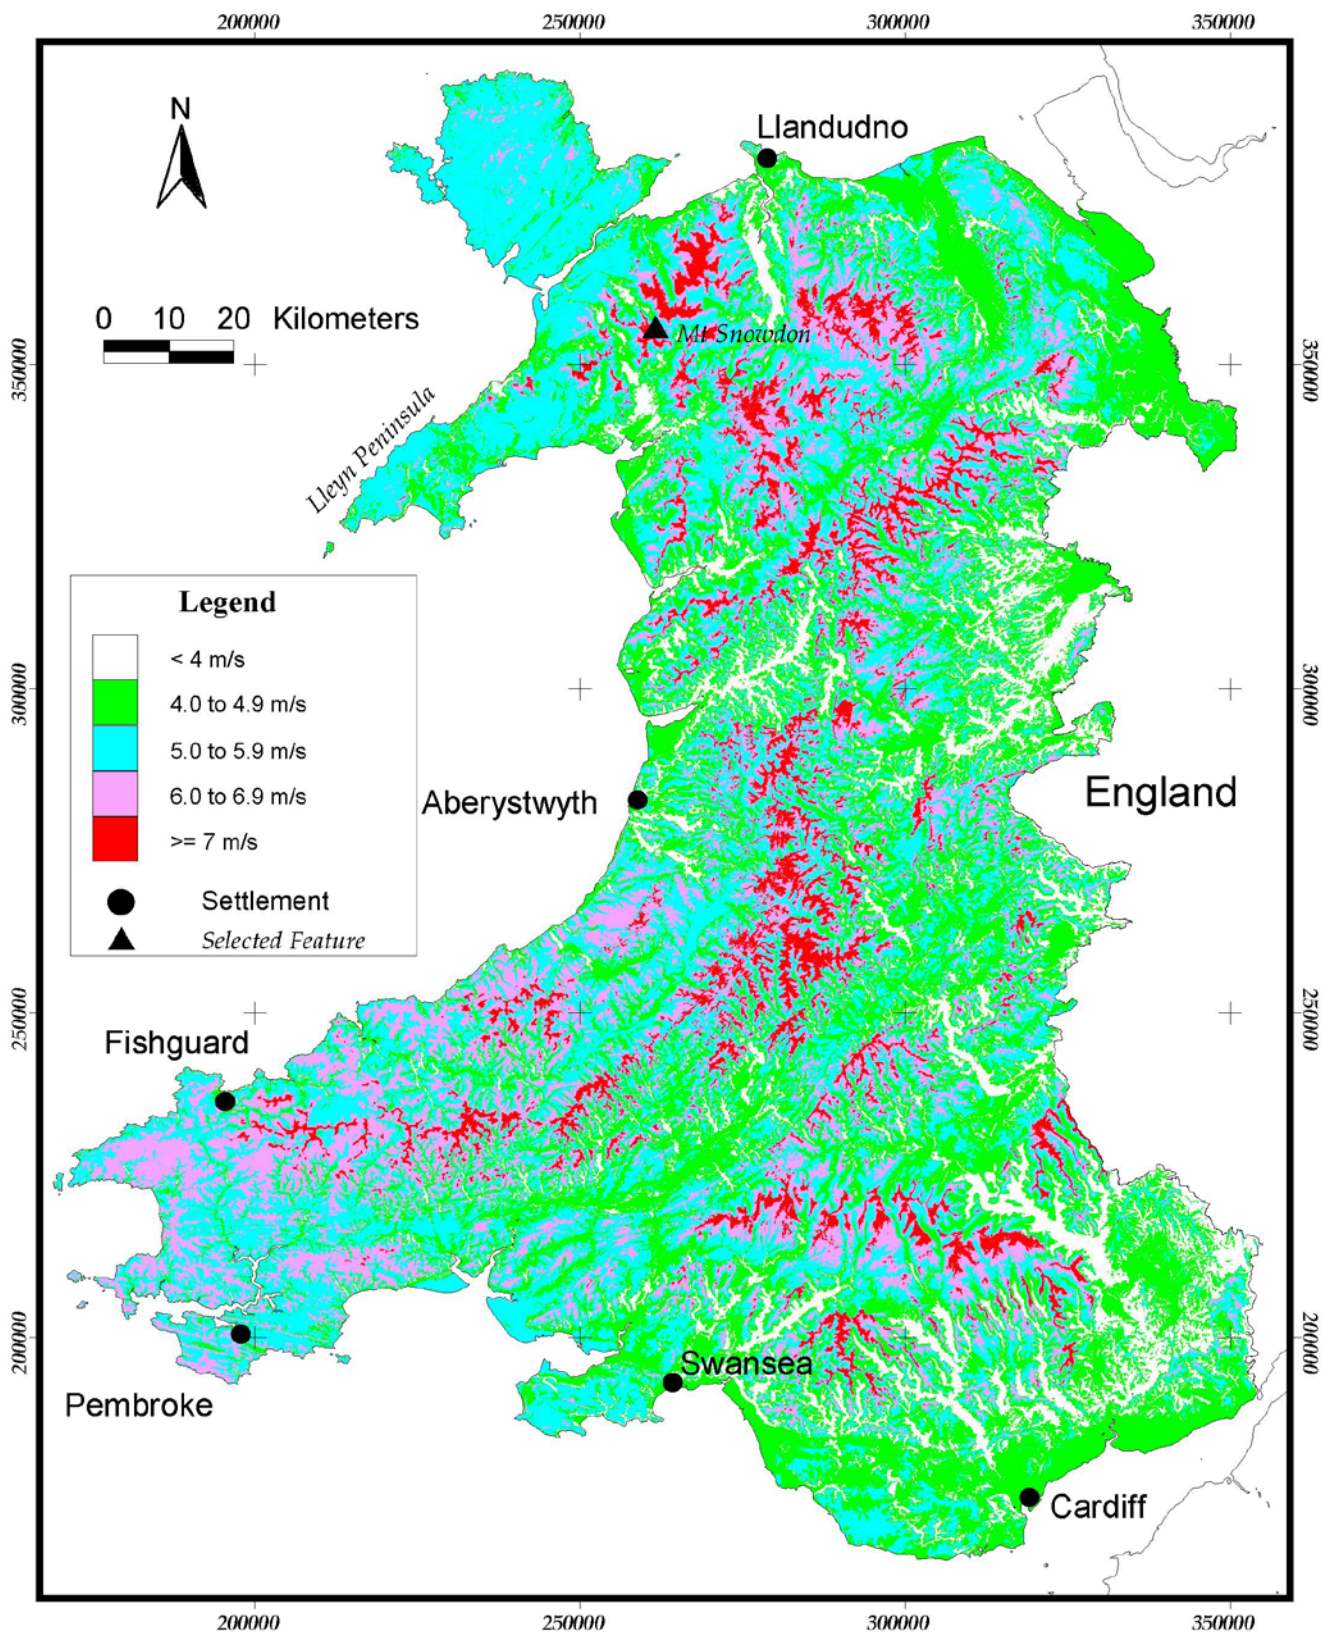 200000 250000 300000 350000
N
Llandudno
0 10 20 Kilometers
Mt Snowdon
350000 350000
Lleyn Peninsula
Legend
< 4 m/s
4.0 to 4.9 m/s
5.0 to 5.9 m/s
6.0 to 6.9 m/s
>= 7 m/s
Settlement
Selected Feature
300000 300000
Aberystwyth
England
250000 250000
Fishguard
200000 200000
Swansea
Pembroke
Cardiff
200000 250000 300000 350000